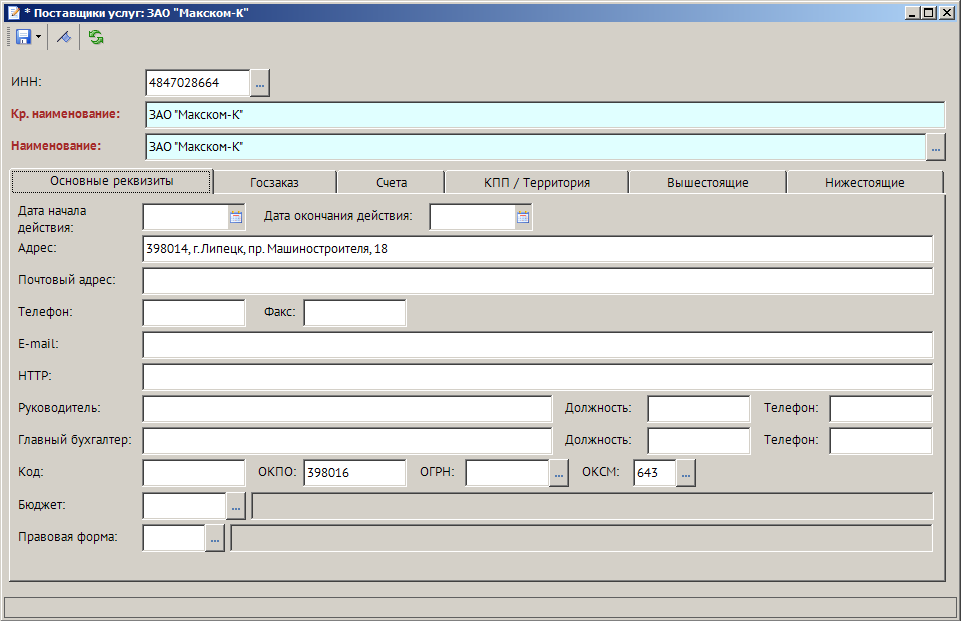 * Поставщики услуг: ЗАО "Макском-К"
ИНН: 4847028664 ...
Кр. наименование: ЗАО "Макском-К"
Наименование: ЗАО "Макском-К" ...
Основные реквизиты Госзаказ Счета КПП / Территория Вышестоящие Нижестоящие
Дата начала действия: Дата окончания действия:
Адрес: 398014, г.Липецк, пр. Машиностроителя, 18
Почтовый адрес:
Телефон: Факс:
E-mail:
HTTP:
Руководитель: Должность: Телефон:
Главный бухгалтер: Должность: Телефон:
Код: ОКПО: 398016 ОГРН: ... ОКСМ: 643 ...
Бюджет: ...
Правовая форма: ...